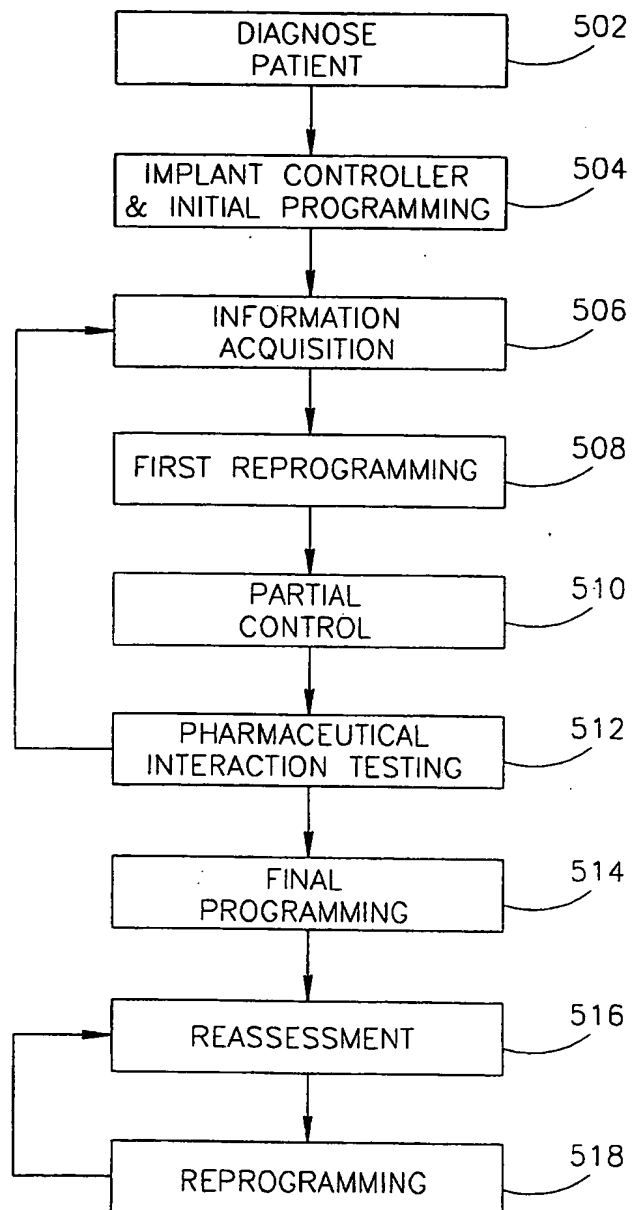 DIAGNOSE
PATIENT
502
IMPLANT CONTROLLER
& INITIAL PROGRAMMING
504
INFORMATION
ACQUISITION
506
FIRST REPROGRAMMING
508
PARTIAL
CONTROL
510
PHARMACEUTICAL
INTERACTION TESTING
512
FINAL
PROGRAMMING
514
REASSESSMENT
516
REPROGRAMMING
518